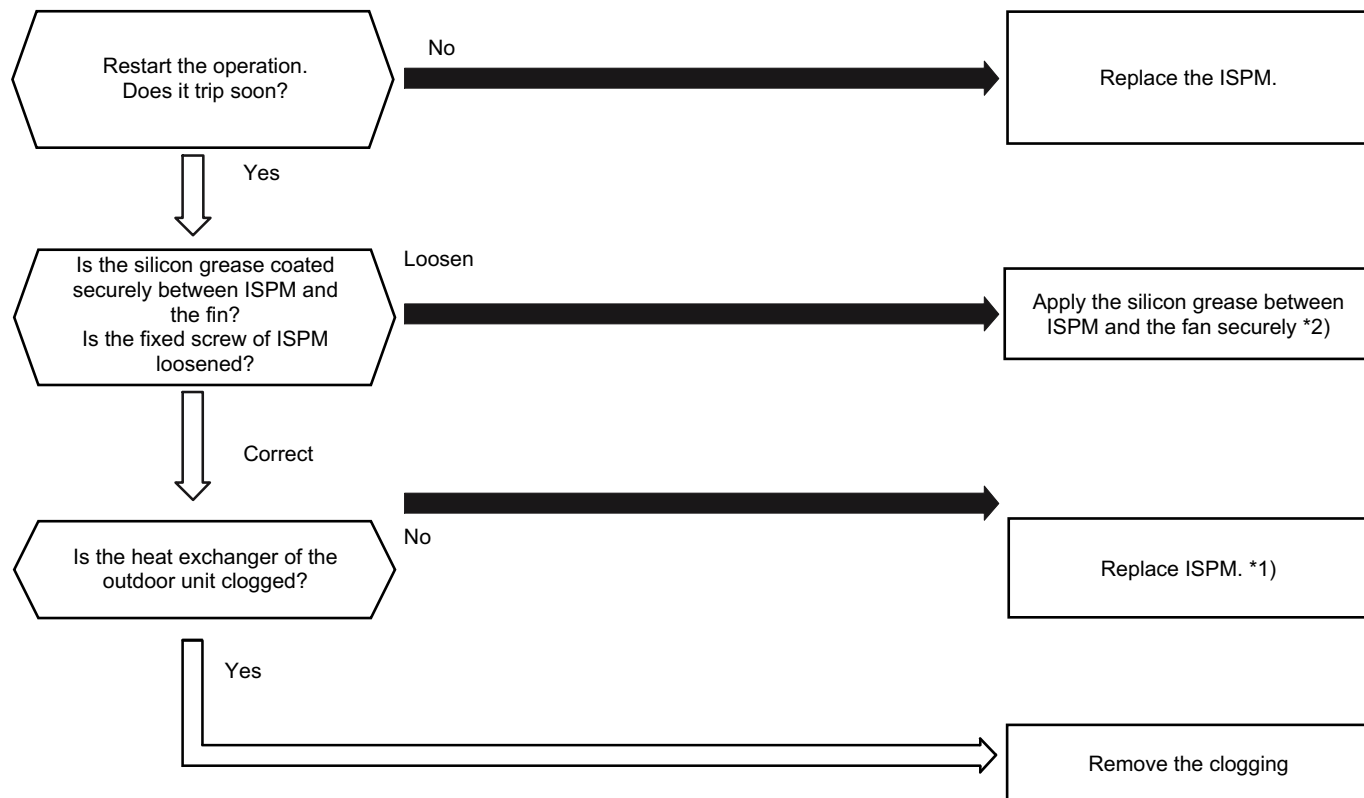 Restart the operation.
Does it trip soon?
No
Replace the ISPM.
Yes
Is the silicon grease coated
securely between ISPM and
the fin?
Is the fixed screw of ISPM
loosened?
Loosen
Apply the silicon grease between
ISPM and the fan securely *2)
Correct
Is the heat exchanger of the
outdoor unit clogged?
No
Replace ISPM. *1)
Yes
Remove the clogging